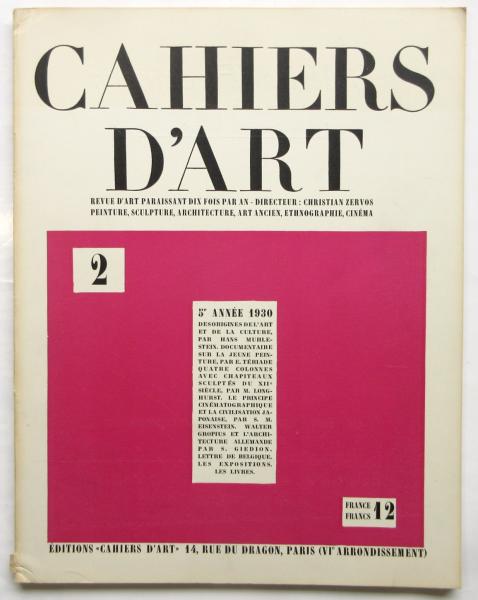 CAHIERS
D'ART
REVUE D'ART PARAISSANT DIX FOIS PAR AN - DIRECTEUR : CHRISTIAN ZERVOS
PEINTURE, SCULPTURE, ARCHITECTURE, ART ANCIEN, ETHNOGRAPHIE, CINÉMA
2
5e ANNÉE 1930
DES ORIGINES DE L'ART
ET DE LA CULTURE,
PAR HANS MUHLE-
STEIN. DOCUMENTAIRE
SUR LA JEUNE PEIN-
TURE, PAR E. TÉRIADE
QUATRE COLONNES
AVEC CHAPITEAUX
SCULPTÉS DU XIIe
SIÈCLE, PAR M. LONG-
HURST. LE PRINCIPE
CINÉMATOGRAPHIQUE
ET LA CIVILISATION JA-
PONAISE, PAR S. M.
EISENSTEIN. WALTER
GROPIUS ET L'ARCHI-
TECTURE ALLEMANDE
PAR S. GIEDION.
LETTRE DE BELGIQUE.
LES EXPOSITIONS.
LES LIVRES.
FRANCE
FRANCS 12
ÉDITIONS «CAHIERS D'ART» 14, RUE DU DRAGON, PARIS (VIe ARRONDISSEMENT)